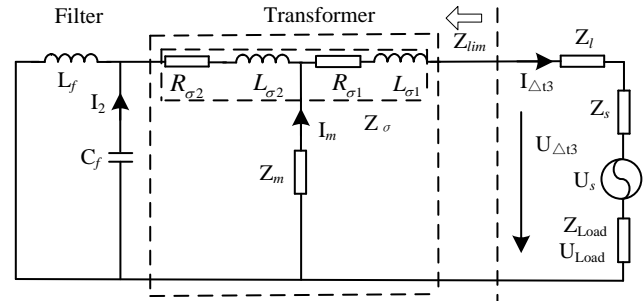 Filter
Transformer
L_f
I_2
C_f
R_σ2
L_σ2
R_σ1
L_σ1
Z_σ
I_m
Z_m
Z_lim
I_△t3
Z_l
Z_s
U_△t3
U_s
Z_Load
U_Load